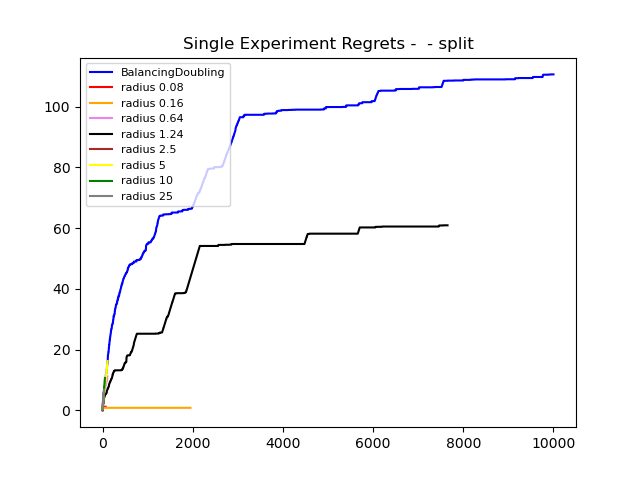 Single Experiment Regrets -  - split
BalancingDoubling
radius 0.08
radius 0.16
radius 0.64
radius 1.24
radius 2.5
radius 5
radius 10
radius 25
100
80
60
40
20
0
0 2000 4000 6000 8000 10000